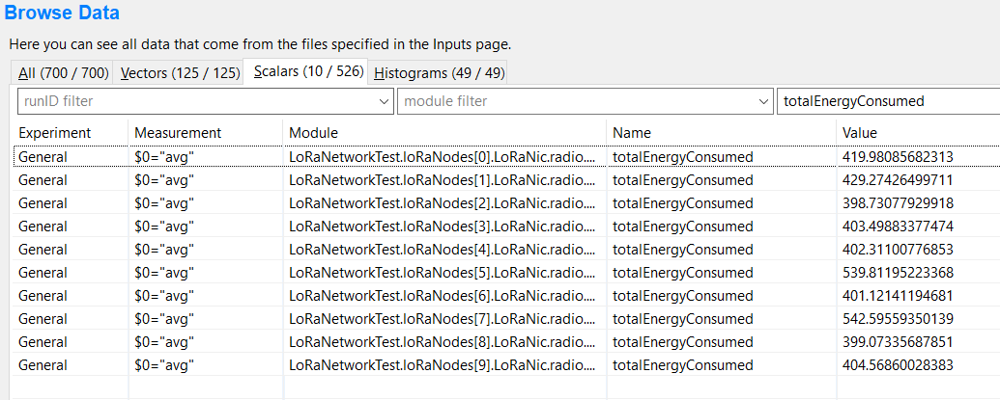 Browse Data
Here you can see all data that come from the files specified in the Inputs page.
All (700 / 700) Vectors (125 / 125) Scalars (10 / 526) Histograms (49 / 49)
runID filter module filter totalEnergyConsumed
Experiment Measurement Module Name Value
General $0="avg" LoRaNetworkTest.loRaNodes[0].LoRaNic.radio.... totalEnergyConsumed 419.98085682313
General $0="avg" LoRaNetworkTest.loRaNodes[1].LoRaNic.radio.... totalEnergyConsumed 429.27426499711
General $0="avg" LoRaNetworkTest.loRaNodes[2].LoRaNic.radio.... totalEnergyConsumed 398.73077929918
General $0="avg" LoRaNetworkTest.loRaNodes[3].LoRaNic.radio.... totalEnergyConsumed 403.49883377474
General $0="avg" LoRaNetworkTest.loRaNodes[4].LoRaNic.radio.... totalEnergyConsumed 402.31100776853
General $0="avg" LoRaNetworkTest.loRaNodes[5].LoRaNic.radio.... totalEnergyConsumed 539.81195223368
General $0="avg" LoRaNetworkTest.loRaNodes[6].LoRaNic.radio.... totalEnergyConsumed 401.12141194681
General $0="avg" LoRaNetworkTest.loRaNodes[7].LoRaNic.radio.... totalEnergyConsumed 542.59559350139
General $0="avg" LoRaNetworkTest.loRaNodes[8].LoRaNic.radio.... totalEnergyConsumed 399.07335687851
General $0="avg" LoRaNetworkTest.loRaNodes[9].LoRaNic.radio.... totalEnergyConsumed 404.56860028383